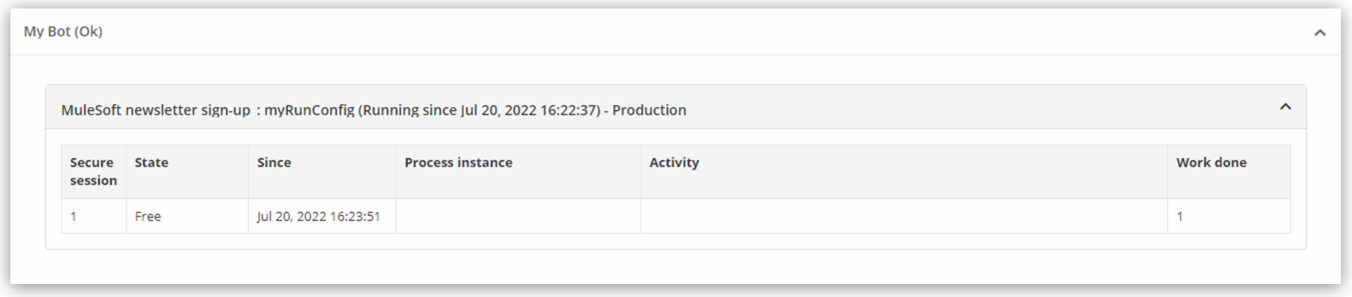 My Bot (Ok)
MuleSoft newsletter sign-up : myRunConfig (Running since Jul 20, 2022 16:22:37) - Production
Secure session State Since Process instance Activity Work done
1 Free Jul 20, 2022 16:23:51 1